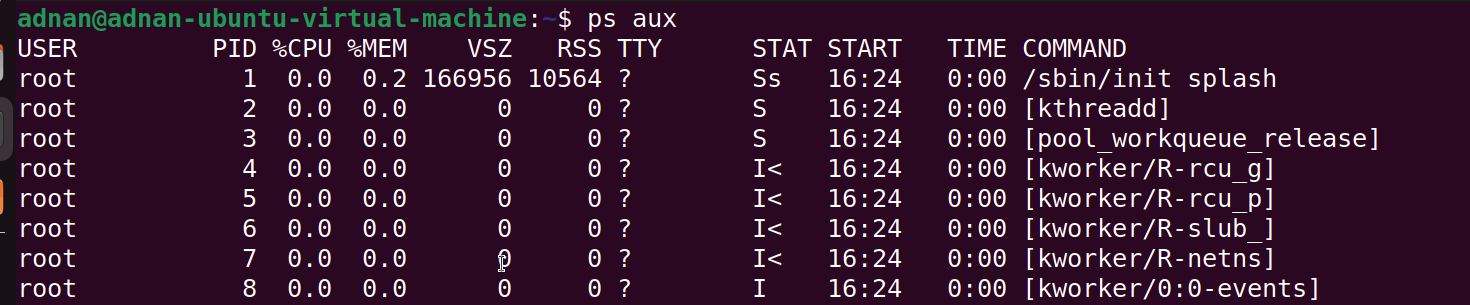 adnan@adnan-ubuntu-virtual-machine:~$ ps aux
USER         PID %CPU %MEM    VSZ   RSS TTY      STAT START   TIME COMMAND
root           1  0.0  0.2 166956 10564 ?        Ss   16:24   0:00 /sbin/init splash
root           2  0.0  0.0      0     0 ?        S    16:24   0:00 [kthreadd]
root           3  0.0  0.0      0     0 ?        S    16:24   0:00 [pool_workqueue_release]
root           4  0.0  0.0      0     0 ?        I<   16:24   0:00 [kworker/R-rcu_g]
root           5  0.0  0.0      0     0 ?        I<   16:24   0:00 [kworker/R-rcu_p]
root           6  0.0  0.0      0     0 ?        I<   16:24   0:00 [kworker/R-slub_]
root           7  0.0  0.0      0     0 ?        I<   16:24   0:00 [kworker/R-netns]
root           8  0.0  0.0      0     0 ?        I    16:24   0:00 [kworker/0:0-events]